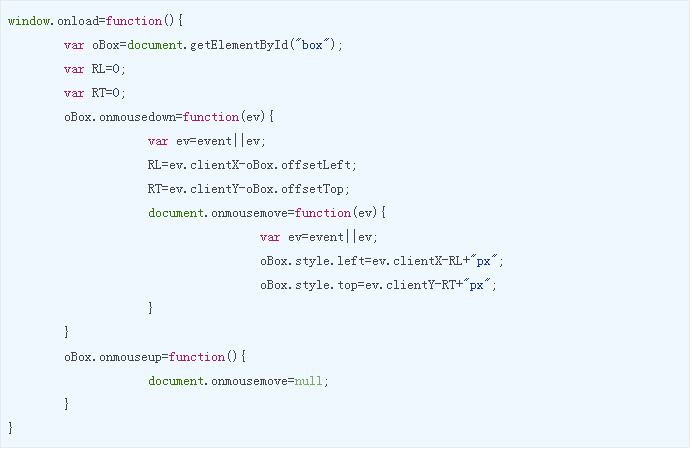 window.onload=function(){
var oBox=document.getElementById("box");
var RL=0;
var RT=0;
oBox.onmousedown=function(ev){
var ev=event||ev;
RL=ev.clientX-oBox.offsetLeft;
RT=ev.clientY-oBox.offsetTop;
document.onmousemove=function(ev){
var ev=event||ev;
oBox.style.left=ev.clientX-RL+"px";
oBox.style.top=ev.clientY-RT+"px";
}
}
oBox.onmouseup=function(){
document.onmousemove=null;
}
}